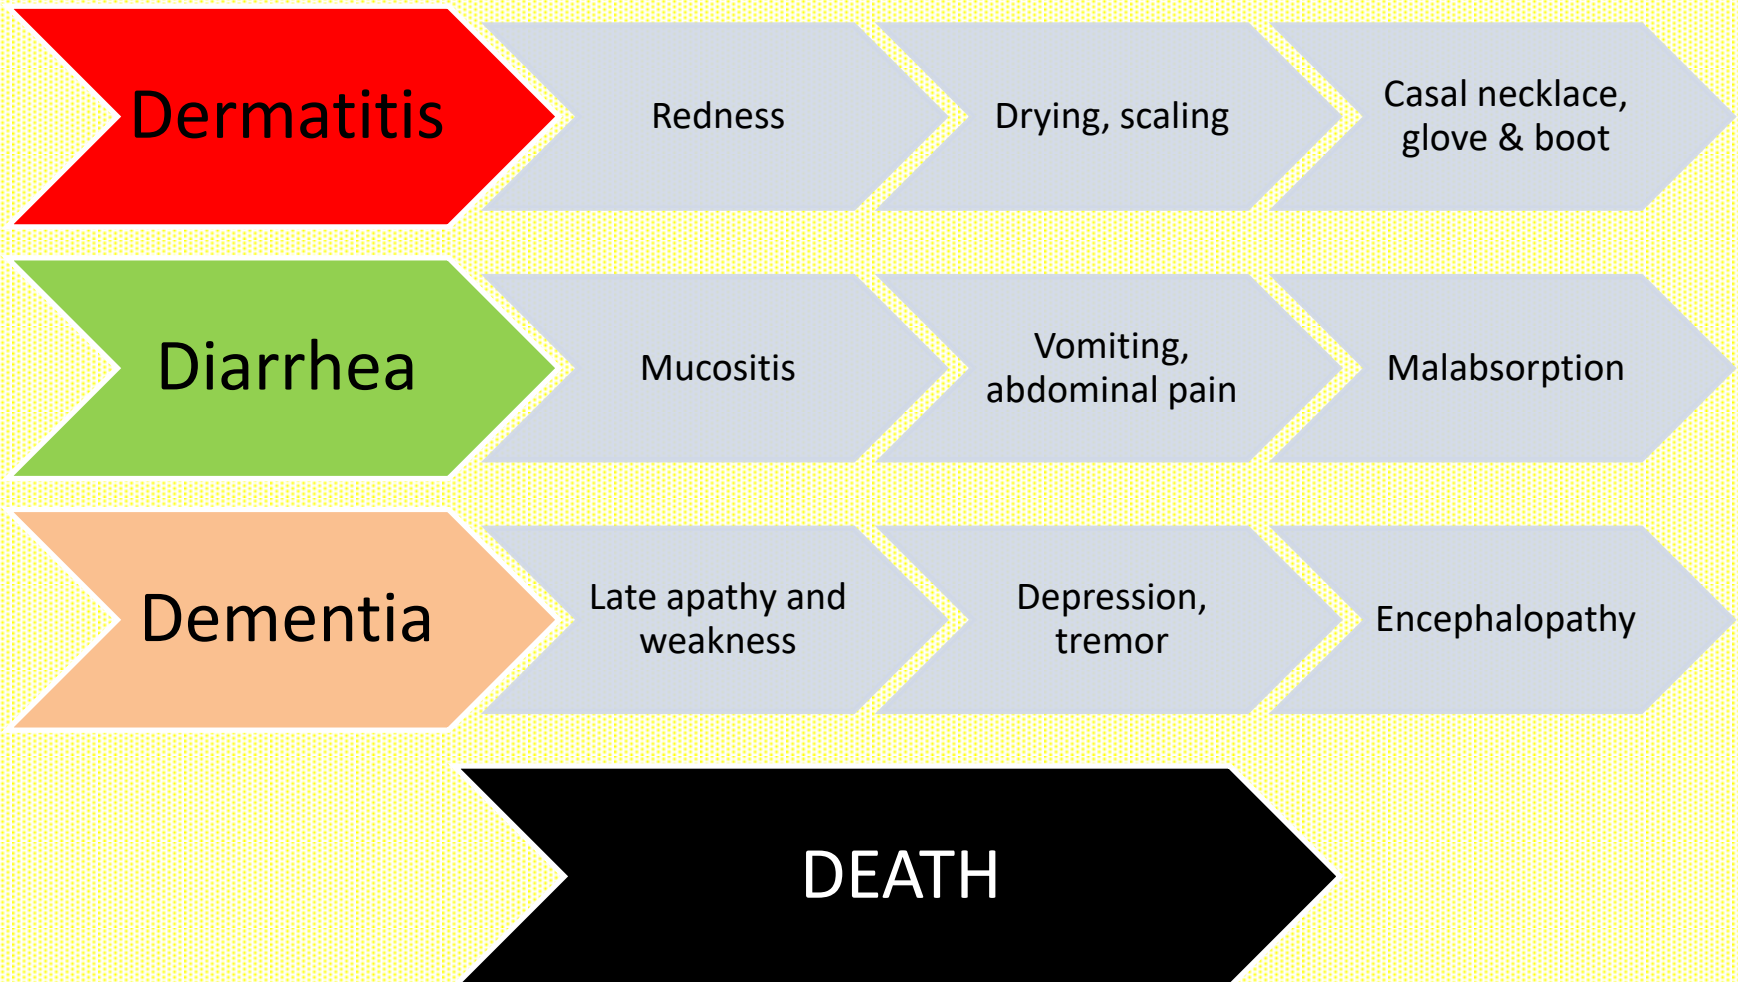 Dermatitis
Redness
Drying, scaling
Casal necklace,
glove & boot
Diarrhea
Mucositis
Vomiting,
abdominal pain
Malabsorption
Dementia
Late apathy and
weakness
Depression,
tremor
Encephalopathy
DEATH